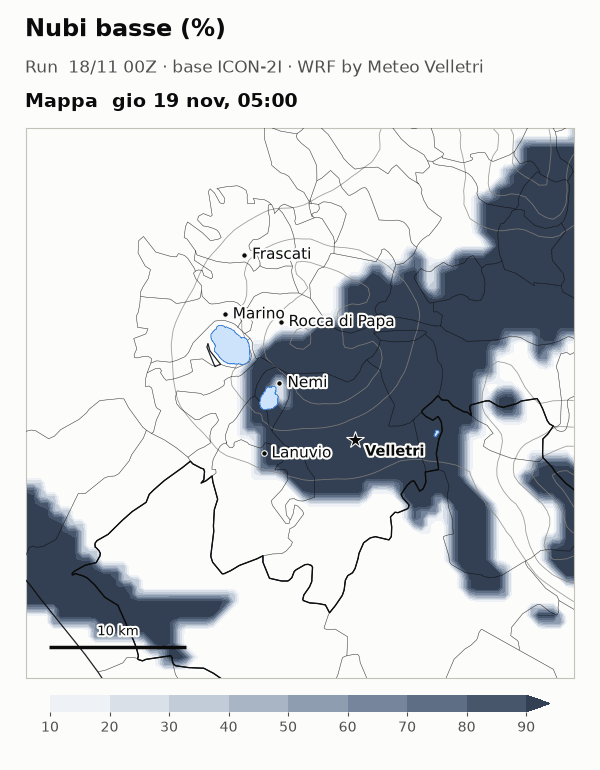 Nubi basse (%)
Run  18/11 00Z · base ICON-2I · WRF by Meteo Velletri
Mappa  gio 19 nov, 05:00
Frascati
Marino
Rocca di Papa
Nemi
Lanuvio
Velletri
10 km
10 20 30 40 50 60 70 80 90